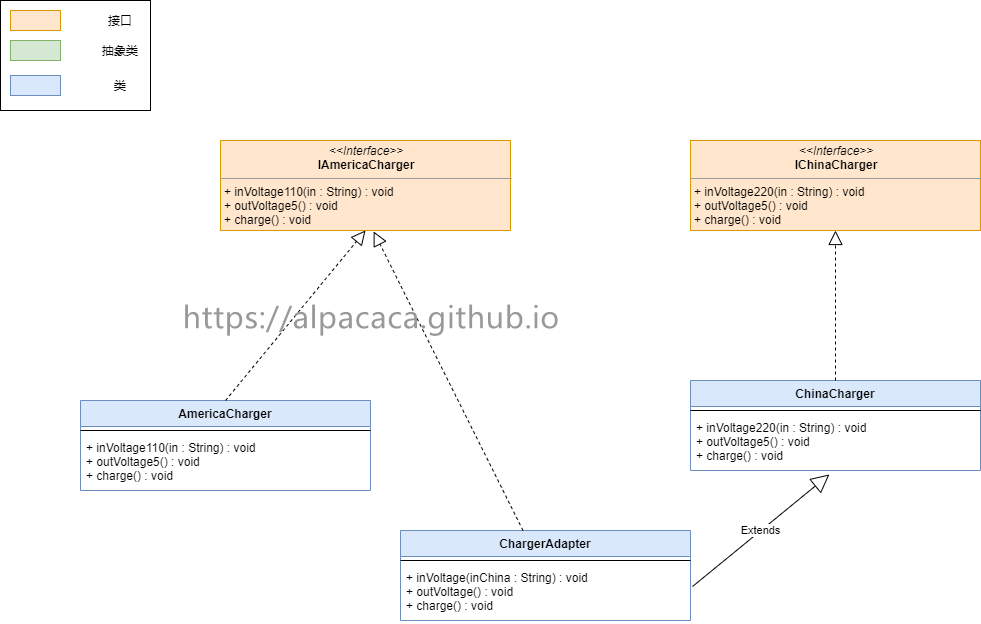 接口
抽象类
类
<<Interface>>
IAmericaCharger
+ inVoltage110(in : String) : void
+ outVoltage5() : void
+ charge() : void
<<Interface>>
IChinaCharger
+ inVoltage220(in : String) : void
+ outVoltage5() : void
+ charge() : void
https://alpacaca.github.io
AmericaCharger
+ inVoltage110(in : String) : void
+ outVoltage5() : void
+ charge() : void
ChinaCharger
+ inVoltage220(in : String) : void
+ outVoltage5() : void
+ charge() : void
Extends
ChargerAdapter
+ inVoltage(inChina : String) : void
+ outVoltage() : void
+ charge() : void